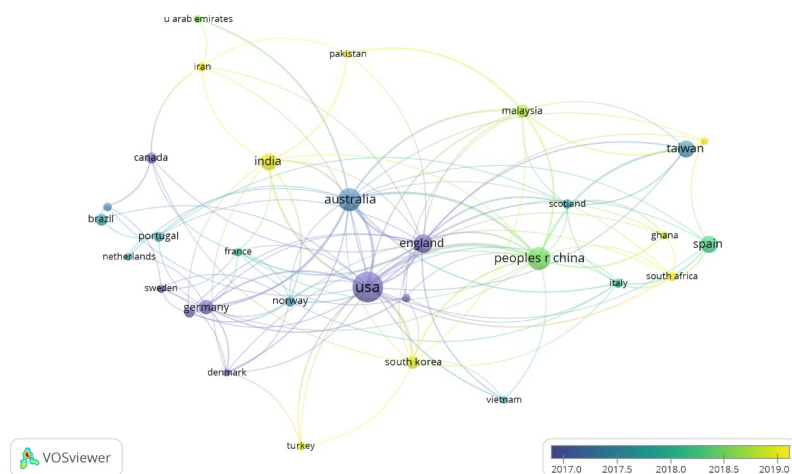 u arab emirates
pakistan
iran
malaysia
taiwan
canada
india
australia
scotland
brazil
portugal
ghana
england
spain
netherlands
france
peoples r china
south africa
italy
sweden
usa
norway
germany
south korea
denmark
vietnam
turkey
VOSviewer
2017.0 2017.5 2018.0 2018.5 2019.0